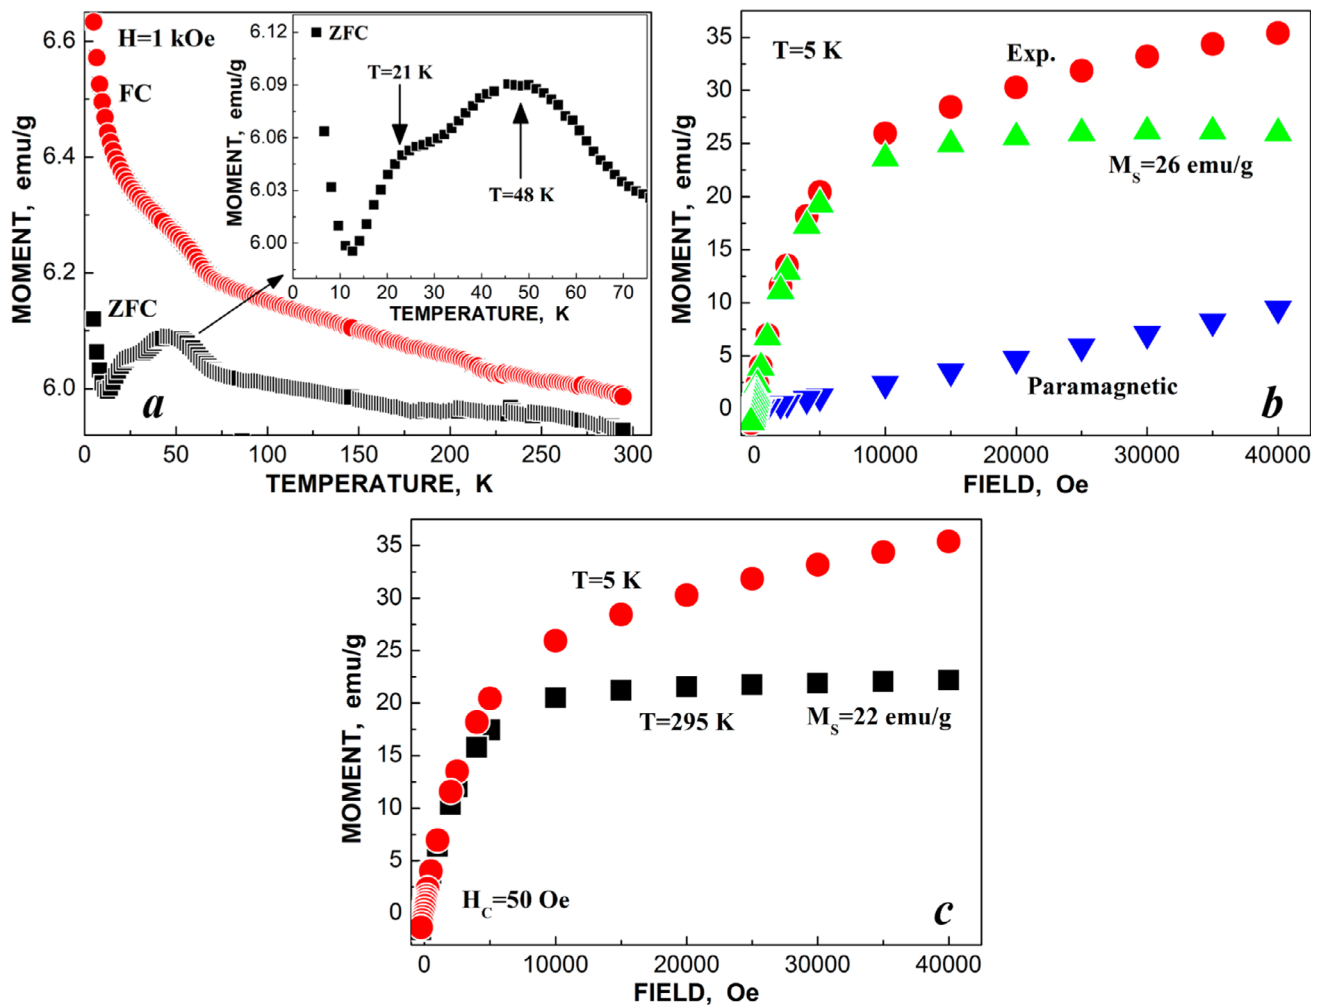 H=1 kOe
FC
ZFC
a
6.6
6.4
6.2
6.0
MOMENT, emu/g
0 50 100 150 200 250 300
TEMPERATURE, K
ZFC
T=21 K
T=48 K
6.12
6.09
6.06
6.03
6.00
MOMENT, emu/g
0 10 20 30 40 50 60 70
TEMPERATURE, K
T=5 K
Exp.
M_S=26 emu/g
Paramagnetic
b
35
30
25
20
15
10
5
0
MOMENT, emu/g
0 10000 20000 30000 40000
FIELD, Oe
T=5 K
T=295 K
M_S=22 emu/g
H_C=50 Oe
c
35
30
25
20
15
10
5
0
MOMENT, emu/g
0 10000 20000 30000 40000
FIELD, Oe